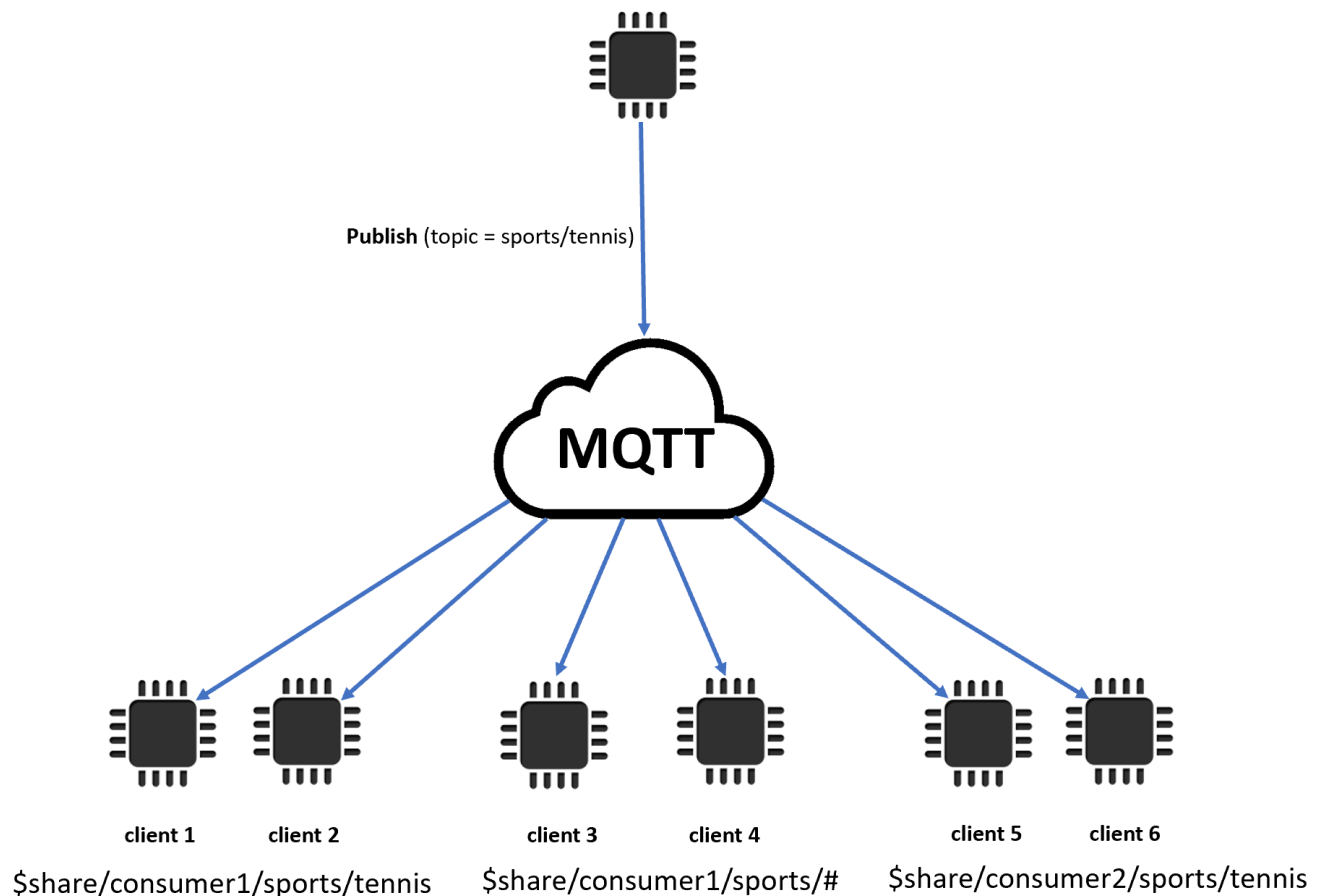 Publish (topic = sports/tennis)
MQTT
client 1
client 2
client 3
client 4
client 5
client 6
$share/consumer1/sports/tennis
$share/consumer1/sports/#
$share/consumer2/sports/tennis